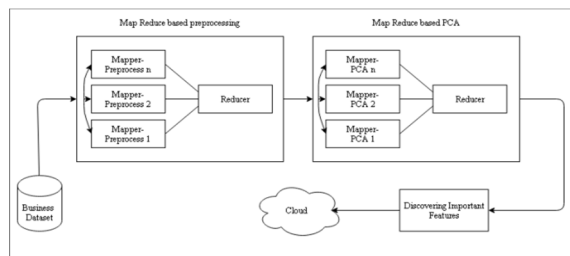 Map Reduce based preprocessing
Mapper-
Preprocess n
Mapper-
Preprocess 2
Mapper-
Preprocess 1
Reducer
Map Reduce based PCA
Mapper-
PCA n
Mapper-
PCA 2
Mapper-
PCA 1
Reducer
Business
Dataset
Cloud
Discovering Important
Features